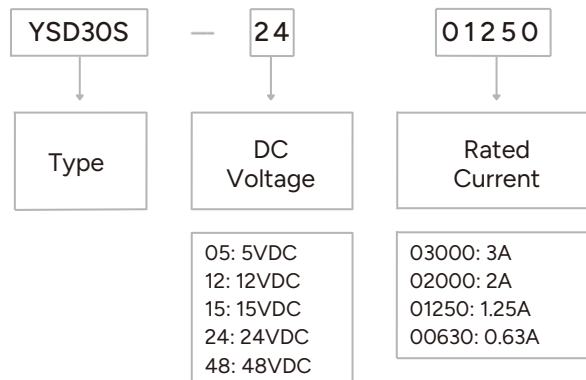 YSD30S — 24 01250
Type
DC
Voltage
Rated
Current
05: 5VDC
12: 12VDC
15: 15VDC
24: 24VDC
48: 48VDC
03000: 3A
02000: 2A
01250: 1.25A
00630: 0.63A